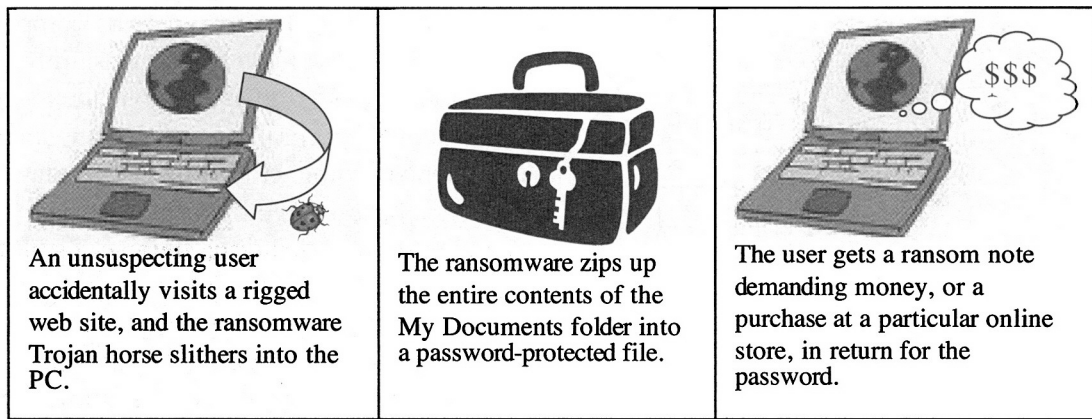 $$$
An unsuspecting user
accidentally visits a rigged
web site, and the ransomware
Trojan horse slithers into the
PC.
The ransomware zips up
the entire contents of the
My Documents folder into
a password-protected file.
The user gets a ransom note
demanding money, or a
purchase at a particular online
store, in return for the
password.